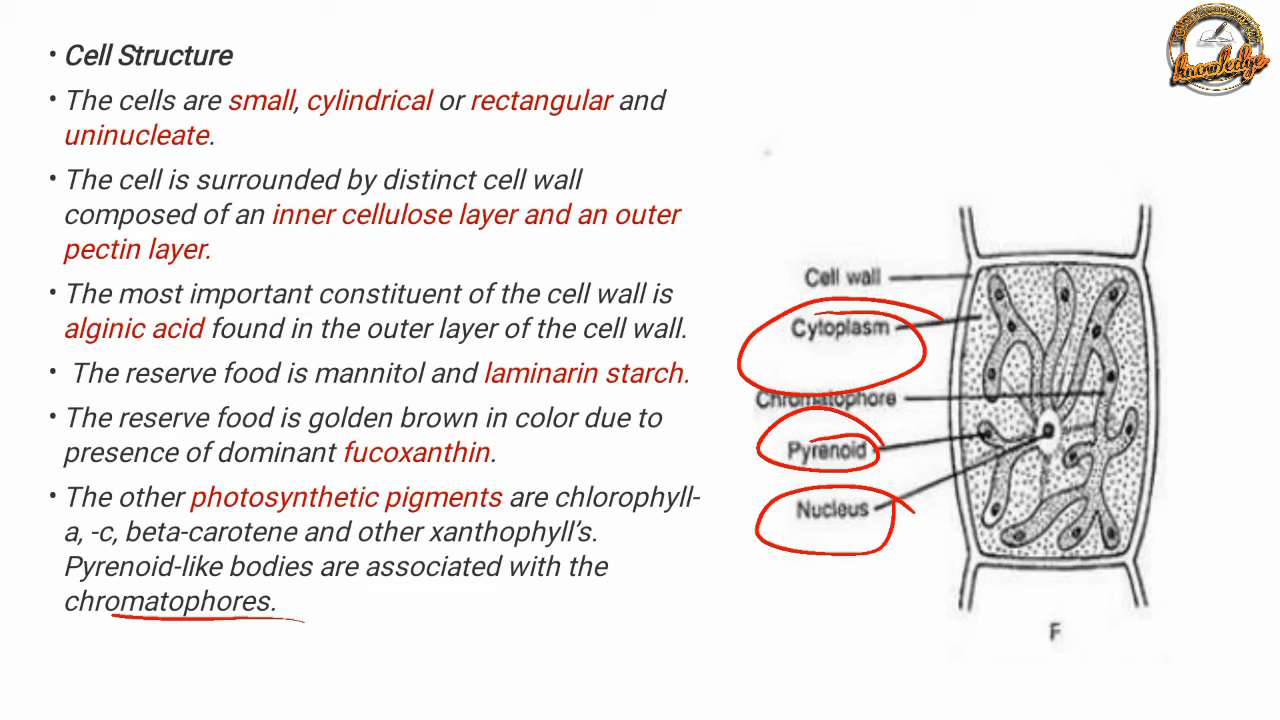 • Cell Structure
• The cells are small, cylindrical or rectangular and
uninucleate.
• The cell is surrounded by distinct cell wall
composed of an inner cellulose layer and an outer
pectin layer.
• The most important constituent of the cell wall is
alginic acid found in the outer layer of the cell wall.
• The reserve food is mannitol and laminarin starch.
• The reserve food is golden brown in color due to
presence of dominant fucoxanthin.
• The other photosynthetic pigments are chlorophyll-
a, -c, beta-carotene and other xanthophyll’s.
Pyrenoid-like bodies are associated with the
chromatophores.
Cell wall
Cytoplasm
Chromatophore
Pyrenoid
Nucleus
F
knowledge